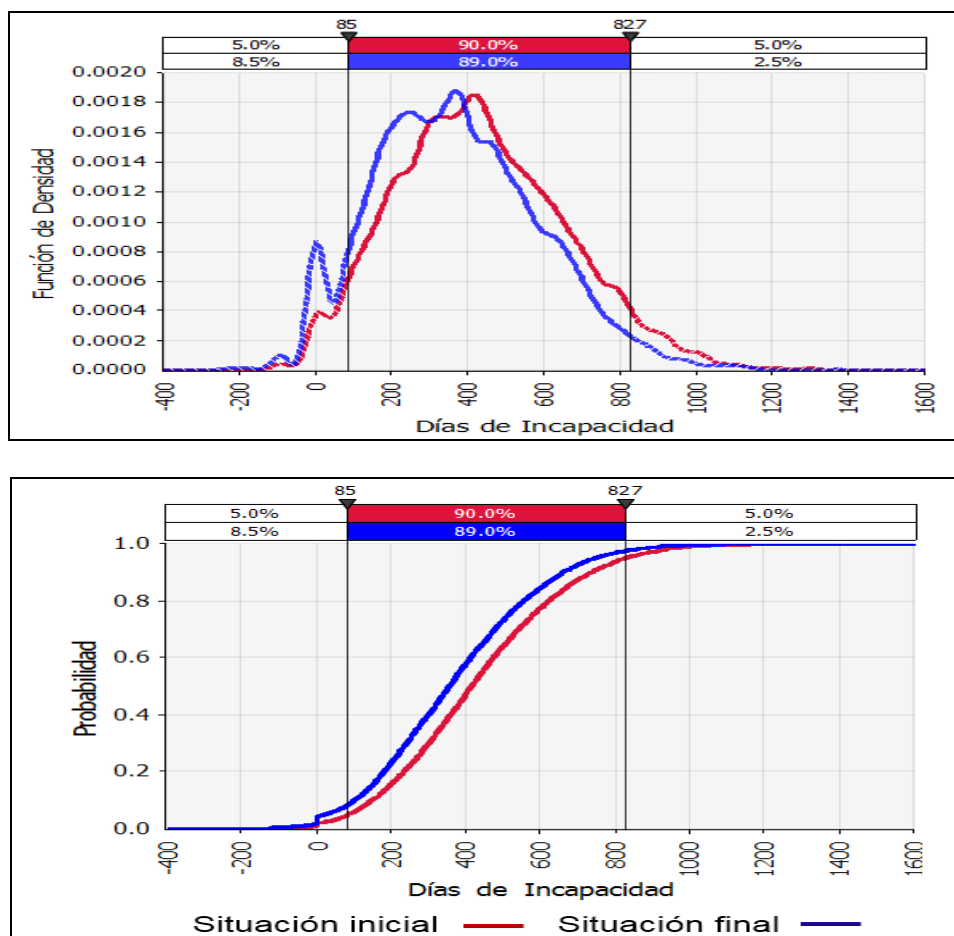 85 827
5.0% 90.0% 5.0%
8.5% 89.0% 2.5%
Función de Densidad
0.0020
0.0018
0.0016
0.0014
0.0012
0.0010
0.0008
0.0006
0.0004
0.0002
0.0000
-400 -200 0 200 400 600 800 1000 1200 1400 1600
Días de Incapacidad
85 827
5.0% 90.0% 5.0%
8.5% 89.0% 2.5%
Probabilidad
1.0
0.8
0.6
0.4
0.2
0.0
-400 -200 0 200 400 600 800 1000 1200 1400 1600
Días de Incapacidad
Situación inicial Situación final